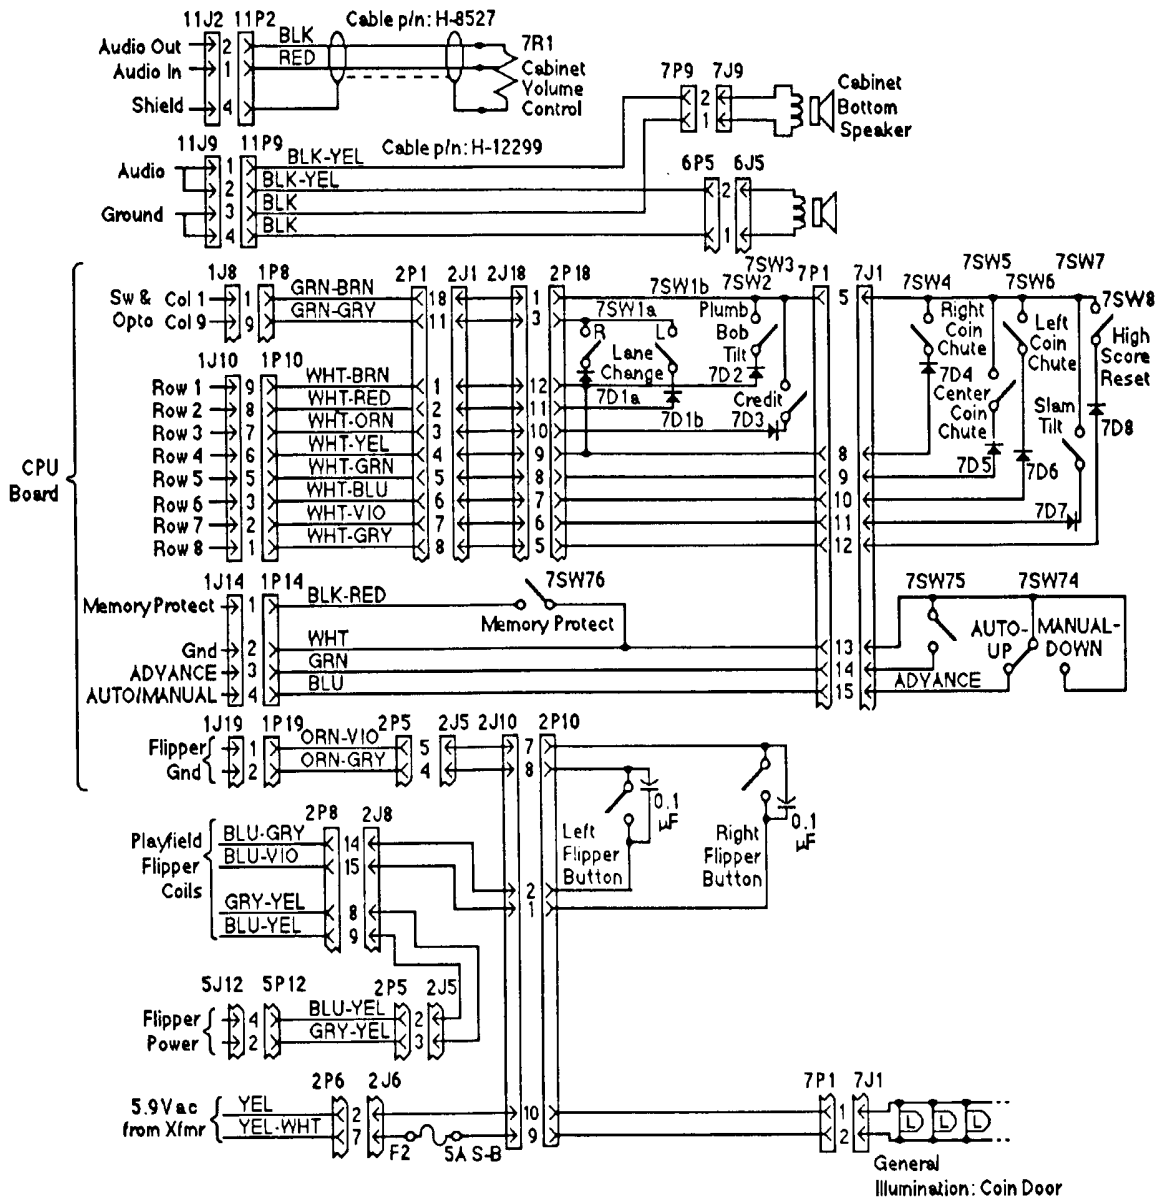 11J2 11P2 Cable p/n: H-8527
Audio Out 2 BLK 7R1
Audio In 1 RED Cabinet
Volume
Control
Shield 4
7P9 7J9
2
1
Cabinet
Bottom
Speaker
11J9 11P9 Cable p/n: H-12299
Audio 1 BLK-YEL
2 BLK-YEL
Ground 3 BLK
4 BLK
6P5 6J5
2
1
CPU
Board
1J8 1P8 2P1 2J1 2J18 2P18
Sw & Col 1 1 GRN-BRN 18 1
Opto Col 9 9 GRN-GRY 11 3
1J10 1P10
Row 1 9 WHT-BRN 1 12
Row 2 8 WHT-RED 2 11
Row 3 7 WHT-ORN 3 10
Row 4 6 WHT-YEL 4 9
Row 5 5 WHT-GRN 5 8
Row 6 3 WHT-BLU 6 7
Row 7 2 WHT-VIO 7 6
Row 8 1 WHT-GRY 8 5
7SW1b
7SW1a
R L
Lane
Change
7D1a
7D1b
7SW2
Plumb
Bob
Tilt
7D2
7SW3
Credit
7D3
7P1 7J1
5
8
9
10
11
12
13
14
15
7SW4
Right
Coin
Chute
7D4
7SW5
Center
Coin
Chute
7D5
7SW6
Left
Coin
Chute
7D6
7SW7
Slam
Tilt
7D7
7SW8
High
Score
Reset
7D8
1J14 1P14
Memory Protect 1 BLK-RED
7SW76
Memory Protect
Gnd 2 WHT
ADVANCE 3 GRN
AUTO/MANUAL 4 BLU
7SW75
ADVANCE
7SW74
AUTO-
UP
MANUAL-
DOWN
1J19 1P19 2P5 2J5 2J10 2P10
Flipper
Gnd
1 ORN-VIO 5 7
2 ORN-GRY 4 8
0.1
µF
Left
Flipper
Button
0.1
µF
Right
Flipper
Button
2P8 2J8
Playfield
Flipper
Coils
BLU-GRY 14
BLU-VIO 15
GRY-YEL 8
BLU-YEL 9
2
1
5J12 5P12 2P5 2J5
Flipper
Power
4 BLU-YEL 2
2 GRY-YEL 3
2P6 2J6
5.9Vac
from Xfmr
YEL 2 10
YEL-WHT 7 9
F2 5A S-B
7P1 7J1
1
2
L L L
General
Illumination: Coin Door